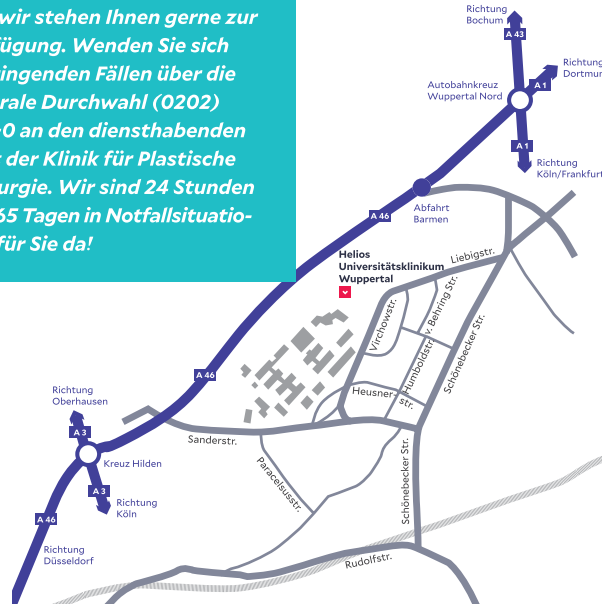 wir stehen Ihnen gerne zur
fügung. Wenden Sie sich
ringenden Fällen über die
rale Durchwahl (0202)
0 an den diensthabenden
der Klinik für Plastische
urgie. Wir sind 24 Stunden
65 Tagen in Notfallsituatio-
für Sie da!
Richtung
Bochum
A 43
Richtung
Dortmun
A 1
Autobahnkreuz
Wuppertal Nord
A 1
Richtung
Köln/Frankfurt
Abfahrt
Barmen
A 46
Helios
Universitätsklinikum
Wuppertal
Liebigstr.
Virchowstr.
v. Behring Str.
Humboldtstr.
Schönebecker Str.
Heusner-
str.
A 46
Richtung
Oberhausen
A 3
Kreuz Hilden
Sanderstr.
Paracelsusstr.
Schönebecker Str.
A 3
Richtung
Köln
A 46
Richtung
Düsseldorf
Rudolfstr.